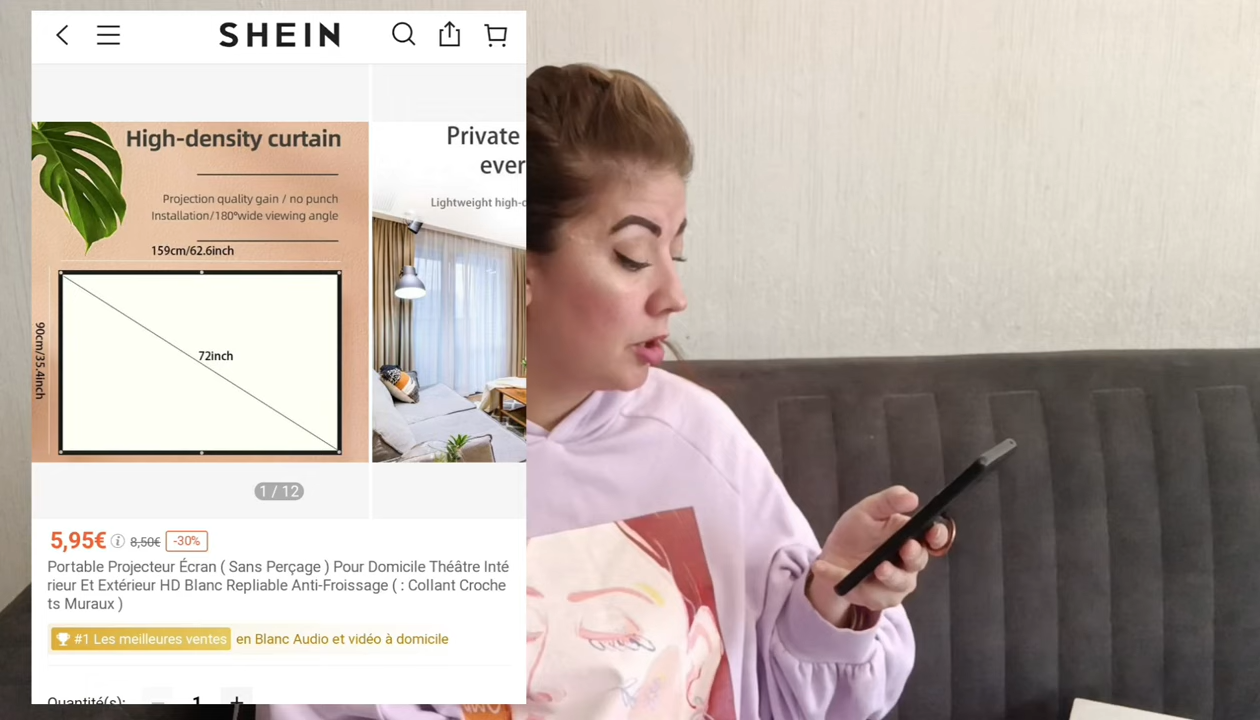 SHEIN
High-density curtain
Projection quality gain / no punch
Installation/180°wide viewing angle
159cm/62.6inch
90cm/35.4inch
72inch
Private
ever
Lightweight high-
1 / 12
5,95€ 8,50€ -30%
Portable Projecteur Écran ( Sans Perçage ) Pour Domicile Théâtre Inté
rieur Et Extérieur HD Blanc Repliable Anti-Froissage ( : Collant Croche
ts Muraux )
#1 Les meilleures ventes en Blanc Audio et vidéo à domicile
Quantité(s): 1